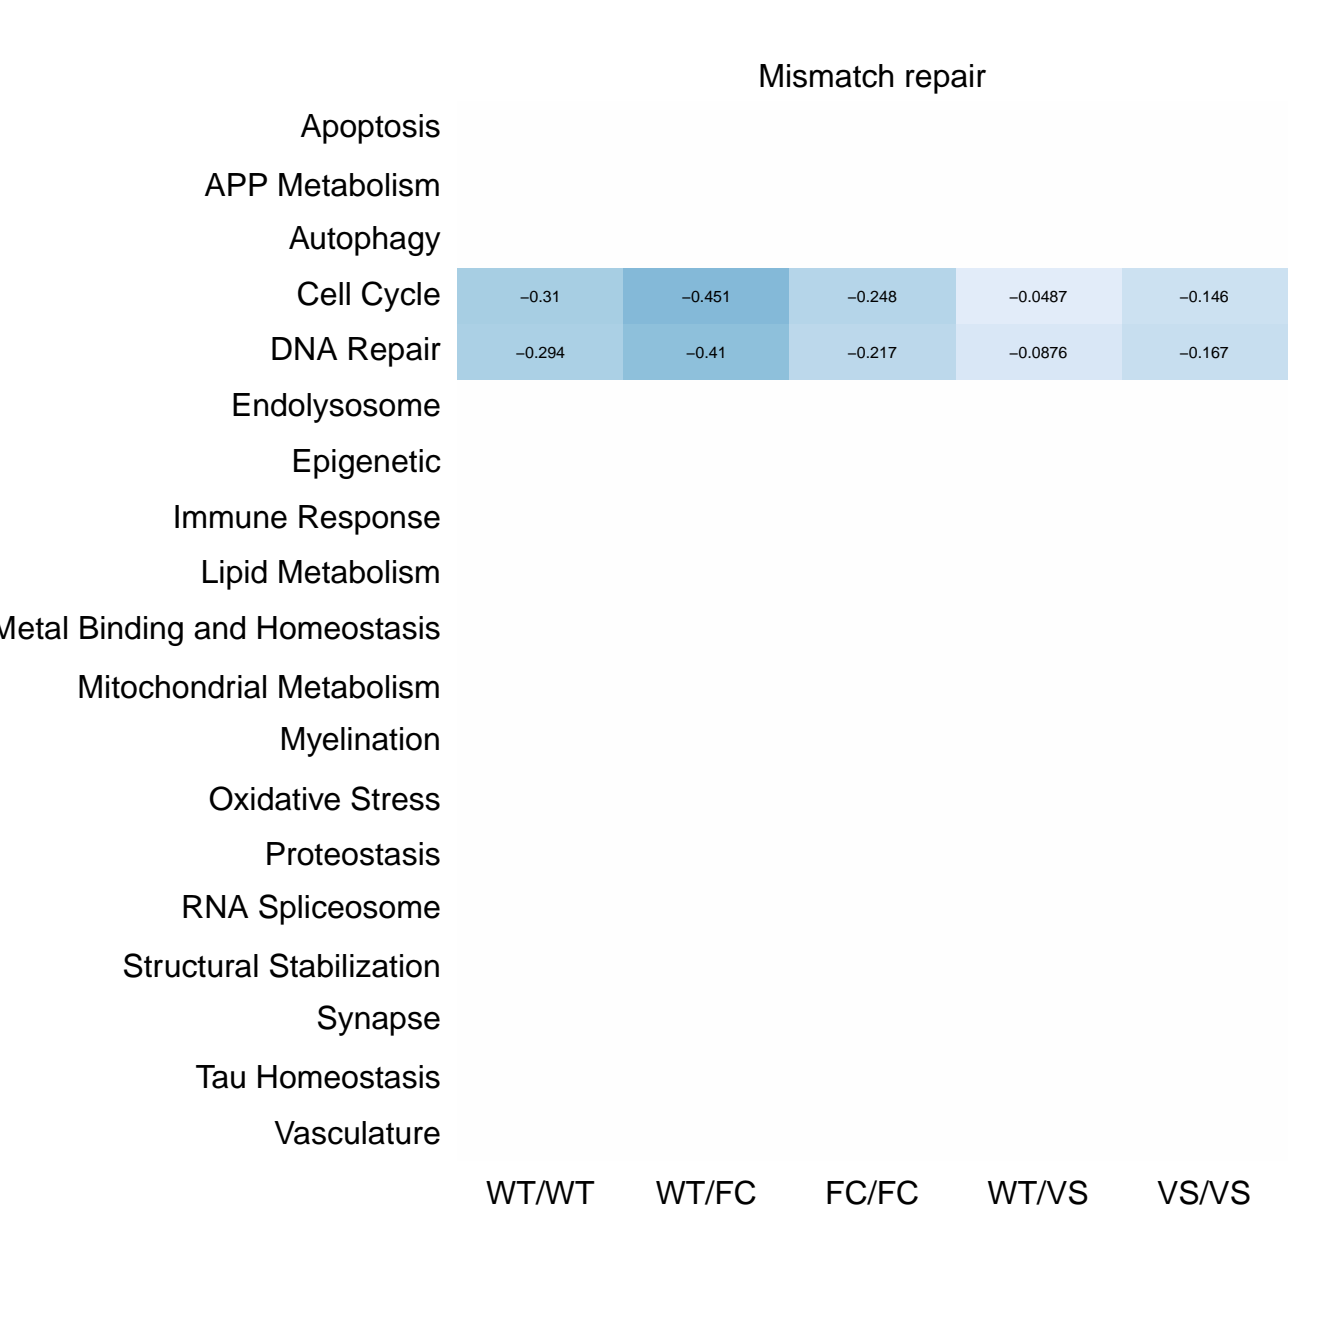 Mismatch repair
Apoptosis
APP Metabolism
Autophagy
Cell Cycle −0.31 −0.451 −0.248 −0.0487 −0.146
DNA Repair −0.294 −0.41 −0.217 −0.0876 −0.167
Endolysosome
Epigenetic
Immune Response
Lipid Metabolism
Metal Binding and Homeostasis
Mitochondrial Metabolism
Myelination
Oxidative Stress
Proteostasis
RNA Spliceosome
Structural Stabilization
Synapse
Tau Homeostasis
Vasculature
WT/WT WT/FC FC/FC WT/VS VS/VS